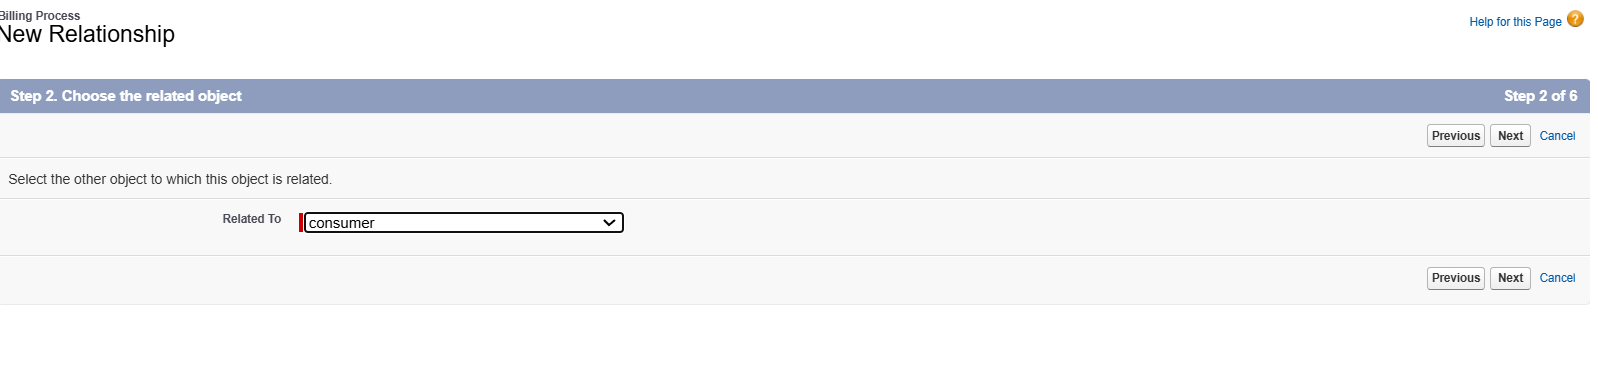 Billing Process
New Relationship
Help for this Page ?
Step 2. Choose the related object
Step 2 of 6
Previous Next Cancel
Select the other object to which this object is related.
Related To consumer
Previous Next Cancel